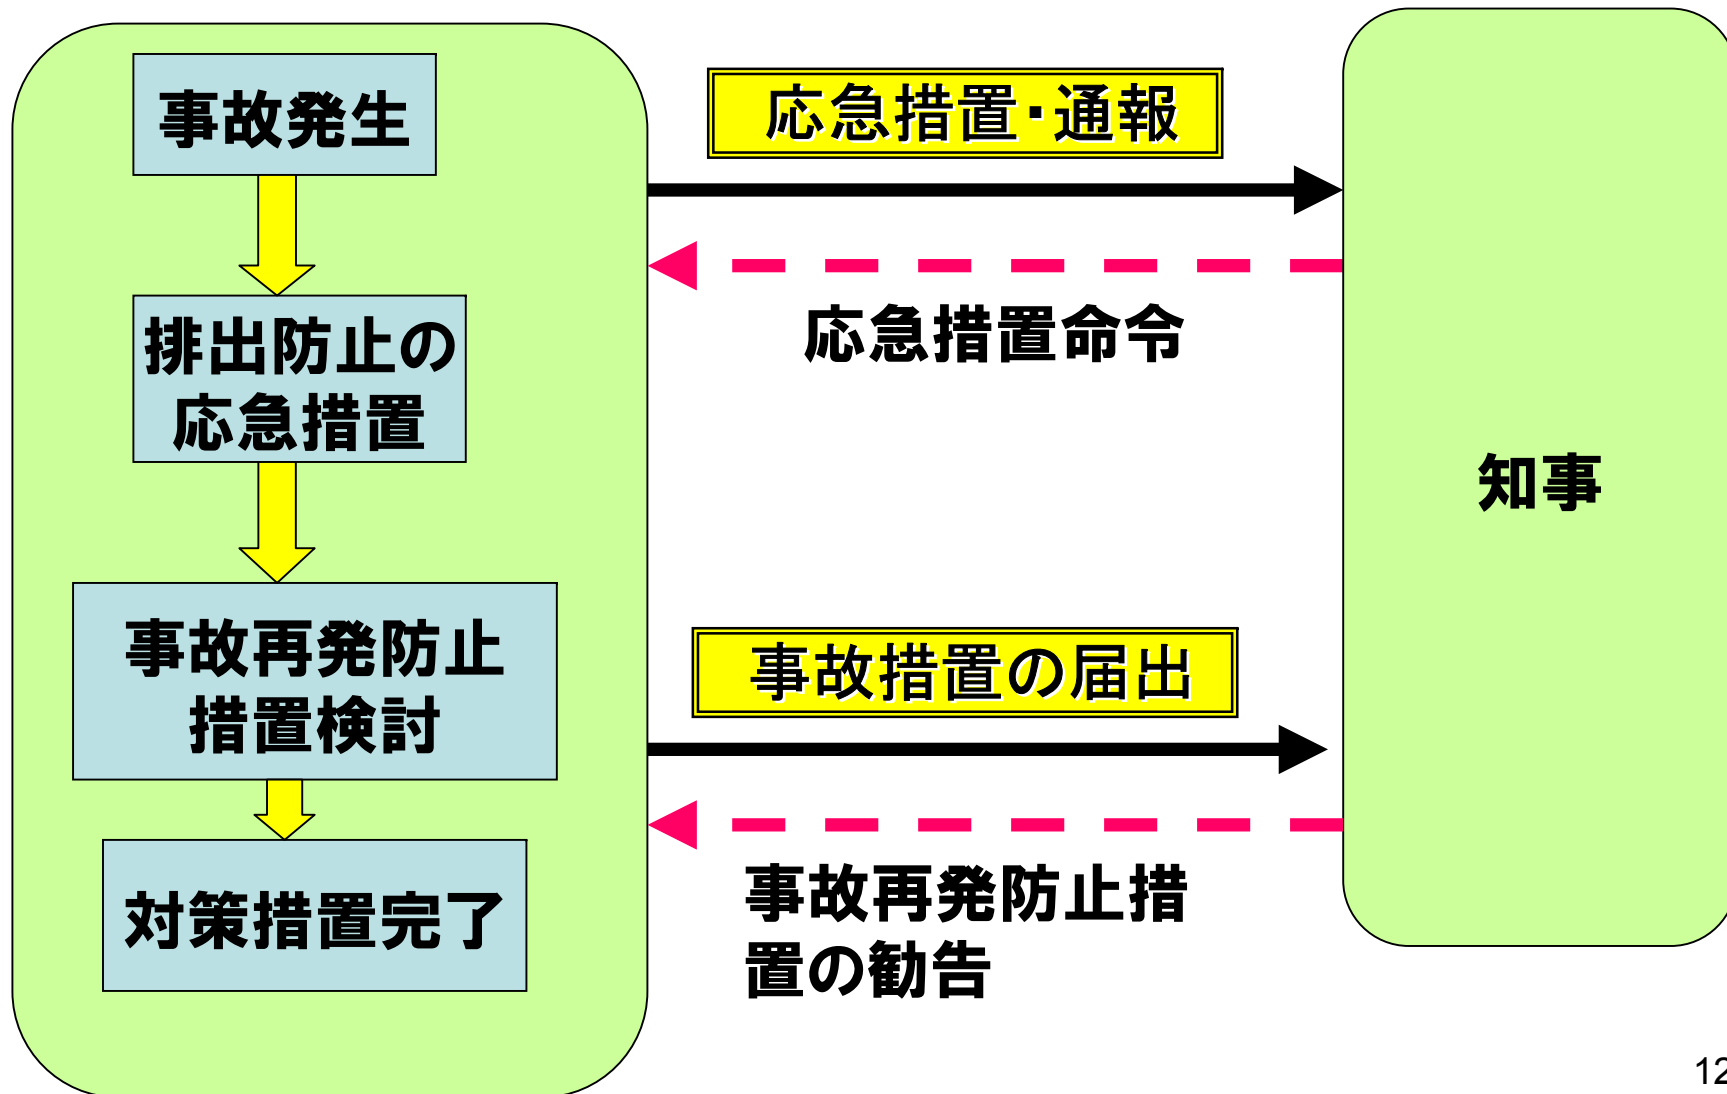 事故発生
排出防止の
応急措置
事故再発防止
措置検討
対策措置完了
応急措置・通報
応急措置命令
事故措置の届出
事故再発防止措
置の勧告
知事
12